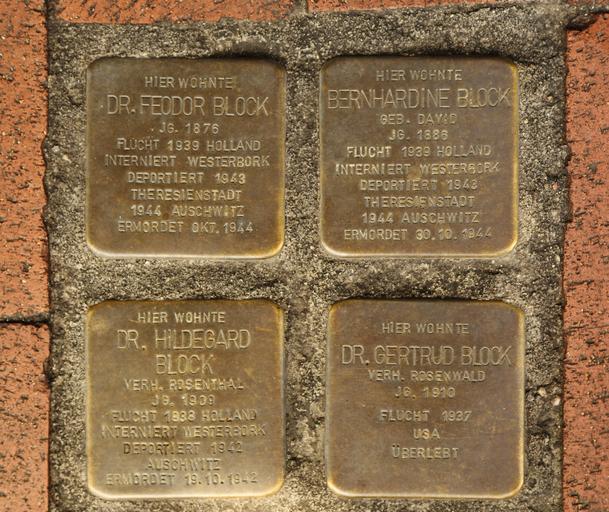 HIER WOHNTE
DR. FEODOR BLOCK
JG. 1876
FLUCHT 1939 HOLLAND
INTERNIERT WESTERBORK
DEPORTIERT 1943
THERESIENSTADT
1944 AUSCHWITZ
ERMORDET OKT. 1944
HIER WOHNTE
BERNHARDINE BLOCK
GEB. DAVID
JG. 1886
FLUCHT 1939 HOLLAND
INTERNIERT WESTERBORK
DEPORTIERT 1943
THERESIENSTADT
1944 AUSCHWITZ
ERMORDET 30.10.1944
HIER WOHNTE
DR. HILDEGARD
BLOCK
VERH. ROSENTHAL
JG. 1909
FLUCHT 1938 HOLLAND
INTERNIERT WESTERBORK
DEPORTIERT 1942
AUSCHWITZ
ERMORDET 19.10.1942
HIER WOHNTE
DR. GERTRUD BLOCK
VERH. ROSENWALD
JG. 1910
FLUCHT 1937
USA
ÜBERLEBT